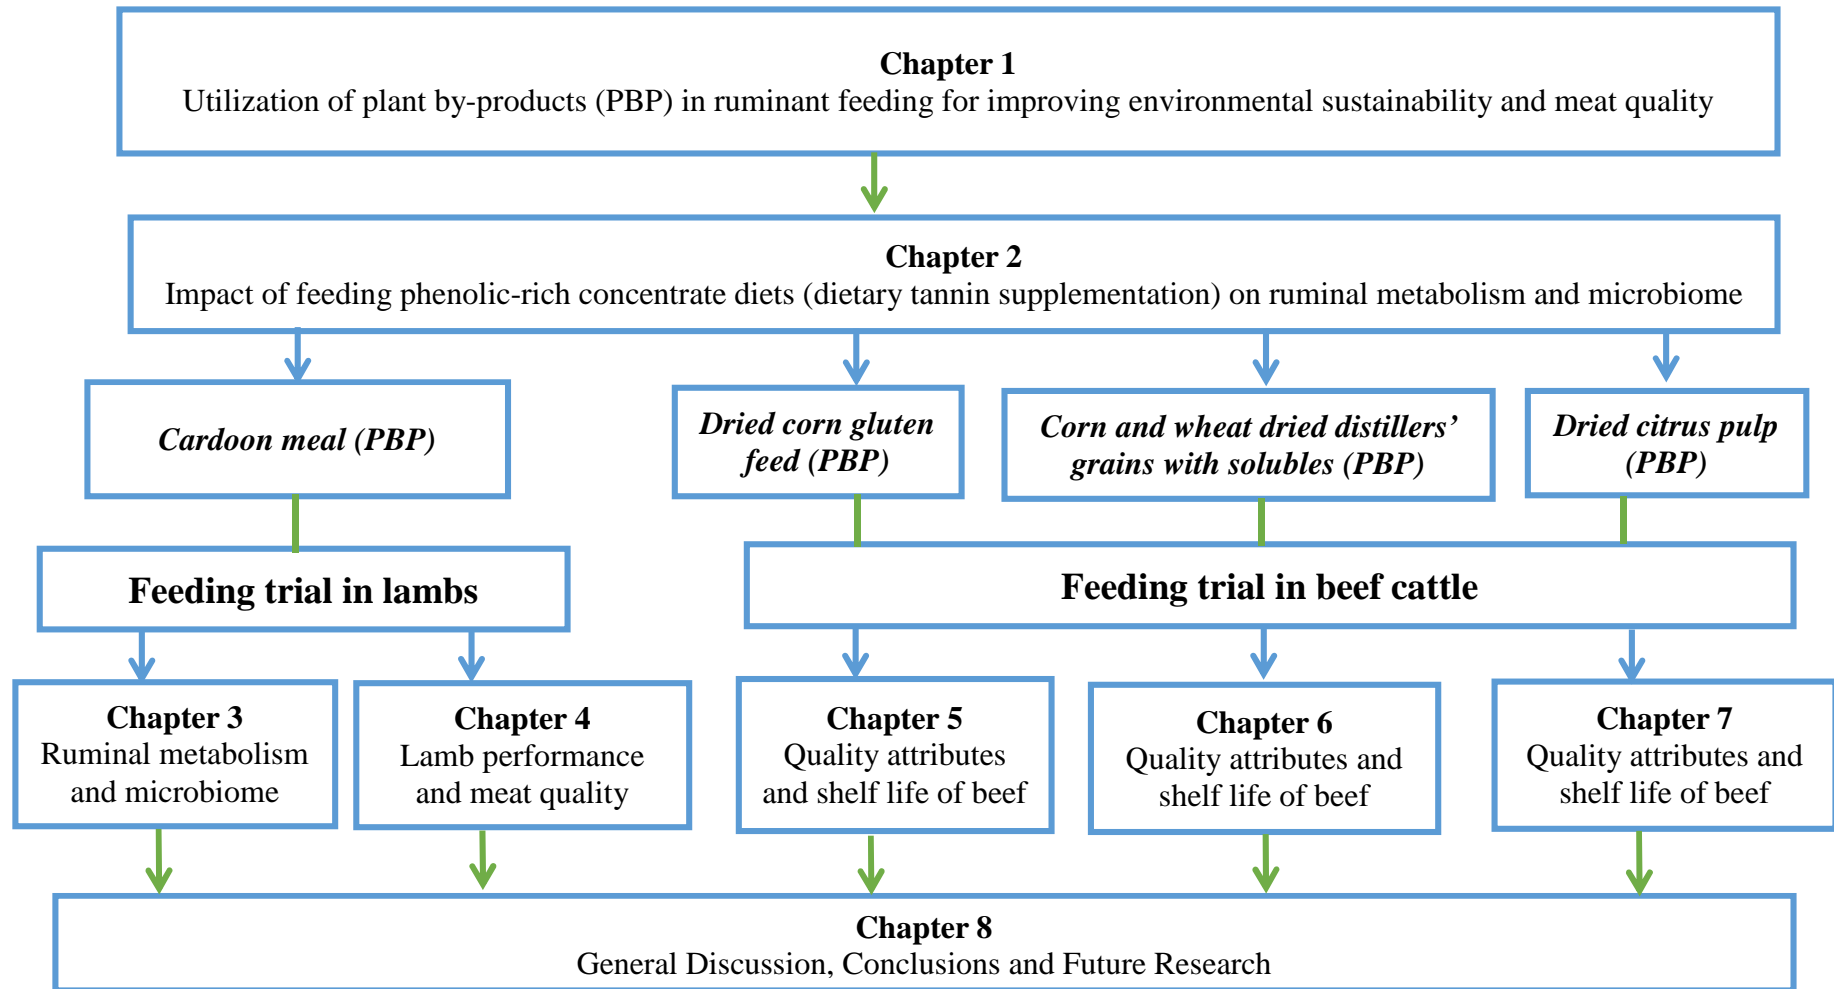 Chapter 1
Utilization of plant by-products (PBP) in ruminant feeding for improving environmental sustainability and meat quality
Chapter 2
Impact of feeding phenolic-rich concentrate diets (dietary tannin supplementation) on ruminal metabolism and microbiome
Cardoon meal (PBP)
Dried corn gluten
feed (PBP)
Corn and wheat dried distillers’
grains with solubles (PBP)
Dried citrus pulp
(PBP)
Feeding trial in lambs
Feeding trial in beef cattle
Chapter 3
Ruminal metabolism
and microbiome
Chapter 4
Lamb performance
and meat quality
Chapter 5
Quality attributes
and shelf life of beef
Chapter 6
Quality attributes and
shelf life of beef
Chapter 7
Quality attributes and
shelf life of beef
Chapter 8
General Discussion, Conclusions and Future Research